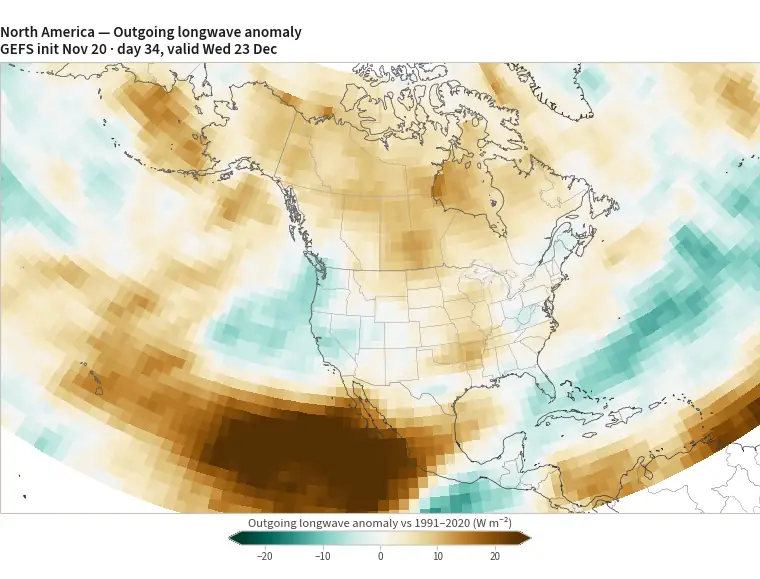 North America — Outgoing longwave anomaly
GEFS init Nov 20 · day 34, valid Wed 23 Dec
Outgoing longwave anomaly vs 1991–2020 (W m⁻²)
−20 −10 0 10 20